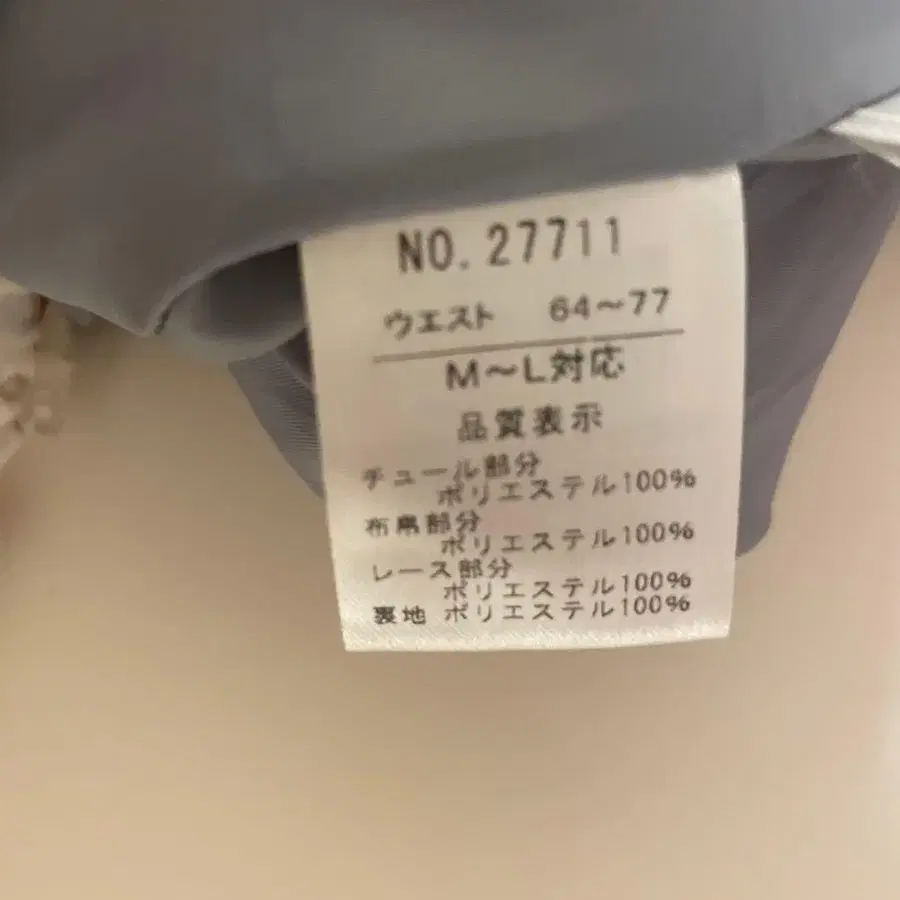 NO. 27711
ウエスト 64～77
M～L対応
品質表示
チュール部分
ポリエステル100%
布帛部分
ポリエステル100%
レース部分
ポリエステル100%
裏地 ポリエステル100%